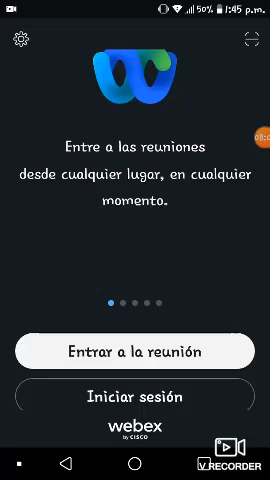 50% 1:45 p.m.
Entre a las reuniones
desde cualquier lugar, en cualquier
momento.
Entrar a la reunión
Iniciar sesión
webex
by CISCO
V RECORDER